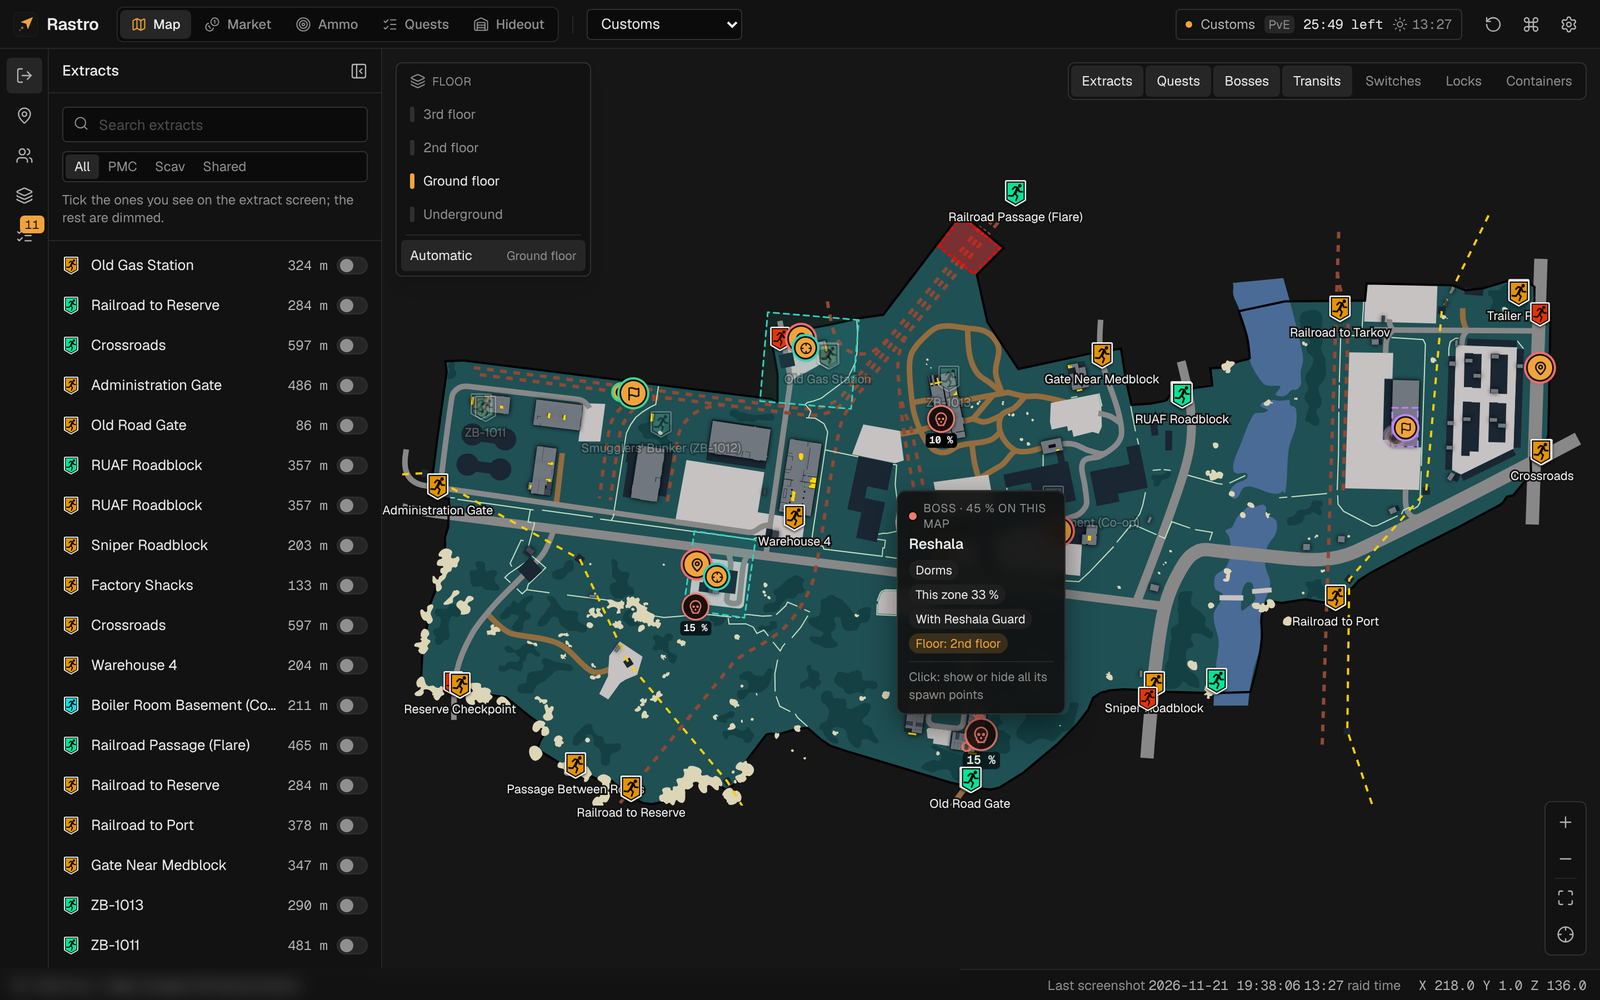 Rastro
Map
Market
Ammo
Quests
Hideout
Customs
Customs PvE 25:49 left 13:27
Extracts
Search extracts
All PMC Scav Shared
Tick the ones you see on the extract screen; the
rest are dimmed.
11
Old Gas Station 324 m
Railroad to Reserve 284 m
Crossroads 597 m
Administration Gate 486 m
Old Road Gate 86 m
RUAF Roadblock 357 m
RUAF Roadblock 357 m
Sniper Roadblock 203 m
Factory Shacks 133 m
Crossroads 597 m
Warehouse 4 204 m
Boiler Room Basement (Co... 211 m
Railroad Passage (Flare) 465 m
Railroad to Reserve 284 m
Railroad to Port 378 m
Gate Near Medblock 347 m
ZB-1013 290 m
ZB-1011 481 m
FLOOR
3rd floor
2nd floor
Ground floor
Underground
Automatic Ground floor
Extracts Quests Bosses Transits Switches Locks Containers
Railroad Passage (Flare)
Railroad to Tarkov
Trailer P
Old Gas Station
Gate Near Medblock
ZB-1013
RUAF Roadblock
10 %
ZB-1011
Smugglers' Bunker (ZB-1012)
Crossroads
Administration Gate
Warehouse 4
ment (Co-op)
BOSS · 45 % ON THIS
MAP
Reshala
Dorms
This zone 33 %
With Reshala Guard
Floor: 2nd floor
Click: show or hide all its
spawn points
15 %
Railroad to Port
Reserve Checkpoint
Sniper Roadblock
15 %
Passage Between R
Railroad to Reserve
Old Road Gate
Last screenshot 2026-11-21 19:38:06 13:27 raid time X 218.0 Y 1.0 Z 136.0